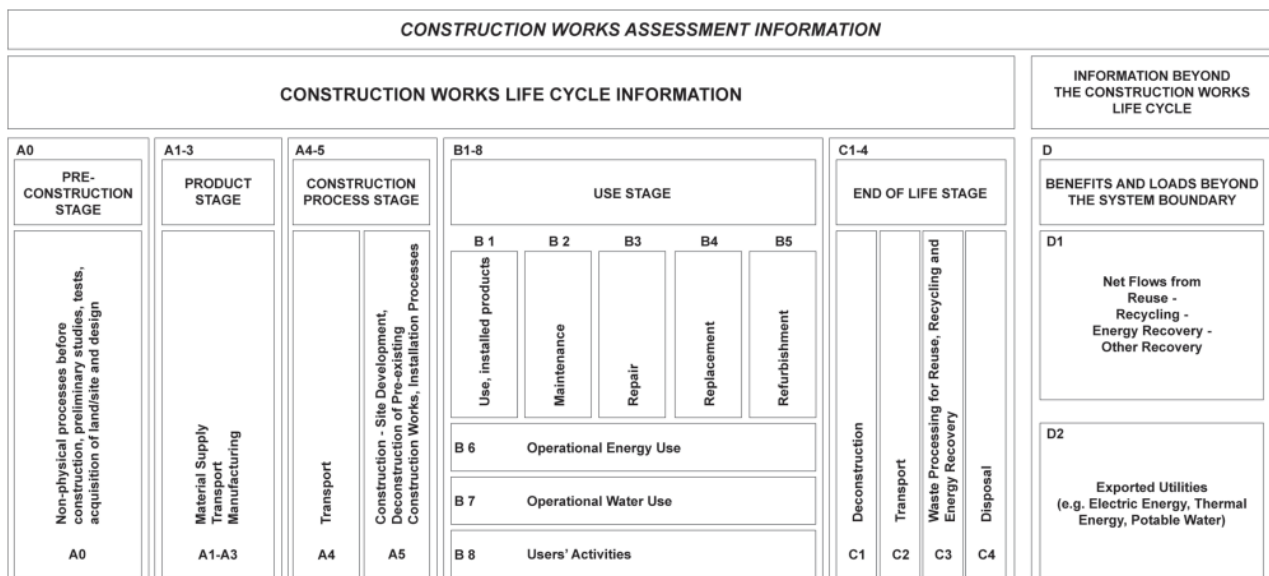 CONSTRUCTION WORKS ASSESSMENT INFORMATION
CONSTRUCTION WORKS LIFE CYCLE INFORMATION
INFORMATION BEYOND
THE CONSTRUCTION WORKS
LIFE CYCLE
A0
PRE-
CONSTRUCTION
STAGE
Non-physical processes before
construction, preliminary studies, tests,
acquisition of land/site and design
A0
A1-3
PRODUCT
STAGE
Material Supply
Transport
Manufacturing
A1-A3
A4-5
CONSTRUCTION
PROCESS STAGE
Transport
A4
Construction - Site Development,
Deconstruction of Pre-existing
Construction Works, Installation Processes
A5
B1-8
USE STAGE
B 1
Use, installed products
B 2
Maintenance
B3
Repair
B4
Replacement
B5
Refurbishment
B 6 Operational Energy Use
B 7 Operational Water Use
B 8 Users' Activities
C1-4
END OF LIFE STAGE
Deconstruction
C1
Transport
C2
Waste Processing for Reuse, Recycling and
Energy Recovery
C3
Disposal
C4
D
BENEFITS AND LOADS BEYOND
THE SYSTEM BOUNDARY
D1
Net Flows from
Reuse -
Recycling -
Energy Recovery -
Other Recovery
D2
Exported Utilities
(e.g. Electric Energy, Thermal
Energy, Potable Water)